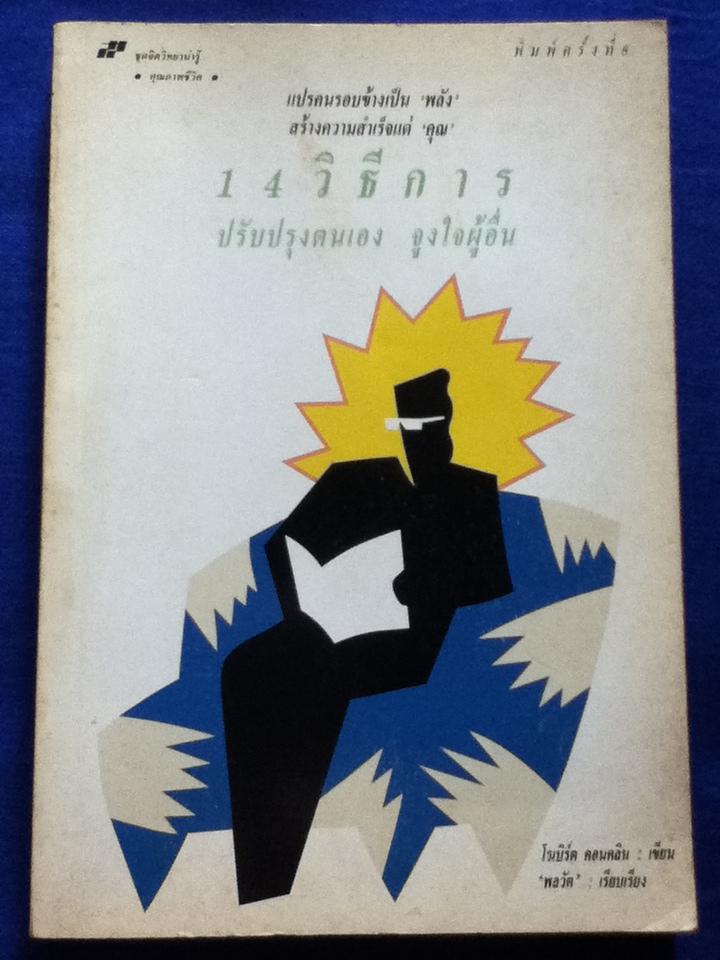 ชุดจิตวิทยาน่ารู้
• คุณภาพชีวิต •
พิมพ์ครั้งที่ ๘
แปรคนรอบข้างเป็น 'พลัง'
สร้างความสำเร็จแด่ 'คุณ'
14 วิธีการ
ปรับปรุงตนเอง จูงใจผู้อื่น
โรเบิร์ต คอนคลิน : เขียน
'พลวัต' : เรียบเรียง